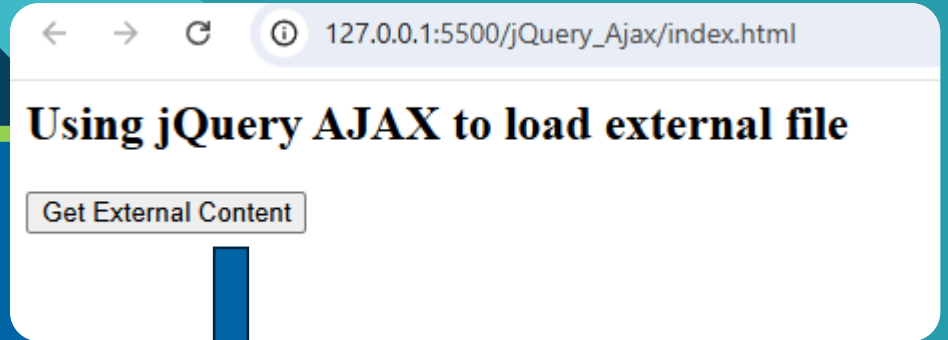 127.0.0.1:5500/jQuery_Ajax/index.html
Using jQuery AJAX to load external file
Get External Content